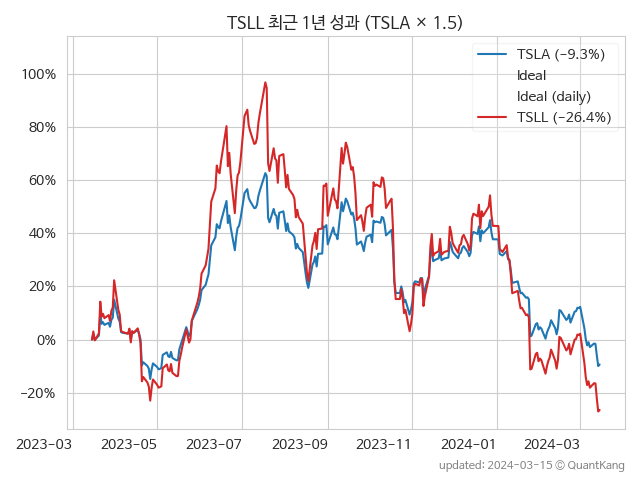 TSLL 최근 1년 성과 (TSLA × 1.5)
TSLA (−9.3%)
Ideal
Ideal (daily)
TSLL (−26.4%)
100%
80%
60%
40%
20%
0%
−20%
2023−03 2023−05 2023−07 2023−09 2023−11 2024−01 2024−03
updated: 2024−03−15 © QuantKang